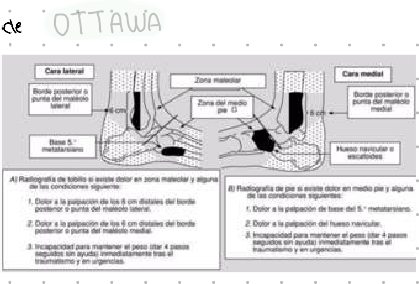 de OTTAWA
Cara lateral
Zona maleolar
Cara medial
Borde posterior o
punta del maléolo
lateral
6 cm
Zona del medio
pie
Borde posterior o
punta del maléolo
medial
6 cm
Base 5.°
metatarsiano
Hueso navicular o
escafoides
A) Radiografía de tobillo si existe dolor en zona maleolar y alguna
de las condiciones siguiente:
1. Dolor a la palpación de los 6 cm distales del borde
posterior o punta del maléolo lateral.
2. Dolor a la palpación de los 6 cm distales del borde
posterior o punta del maléolo medial.
3. Incapacidad para mantener el peso (dar 4 pasos
seguidos sin ayuda) inmediatamente tras el
traumatismo y en urgencias.
B) Radiografía de pie si existe dolor en medio pie y alguna
de las condiciones siguientes:
1. Dolor a la palpación de base del 5.° metatarsiano.
2. Dolor a la palpación del hueso navicular.
3. Incapacidad para mantener el peso (dar 4 pasos
seguidos sin ayuda) inmediatamente tras el
traumatismo y en urgencias.